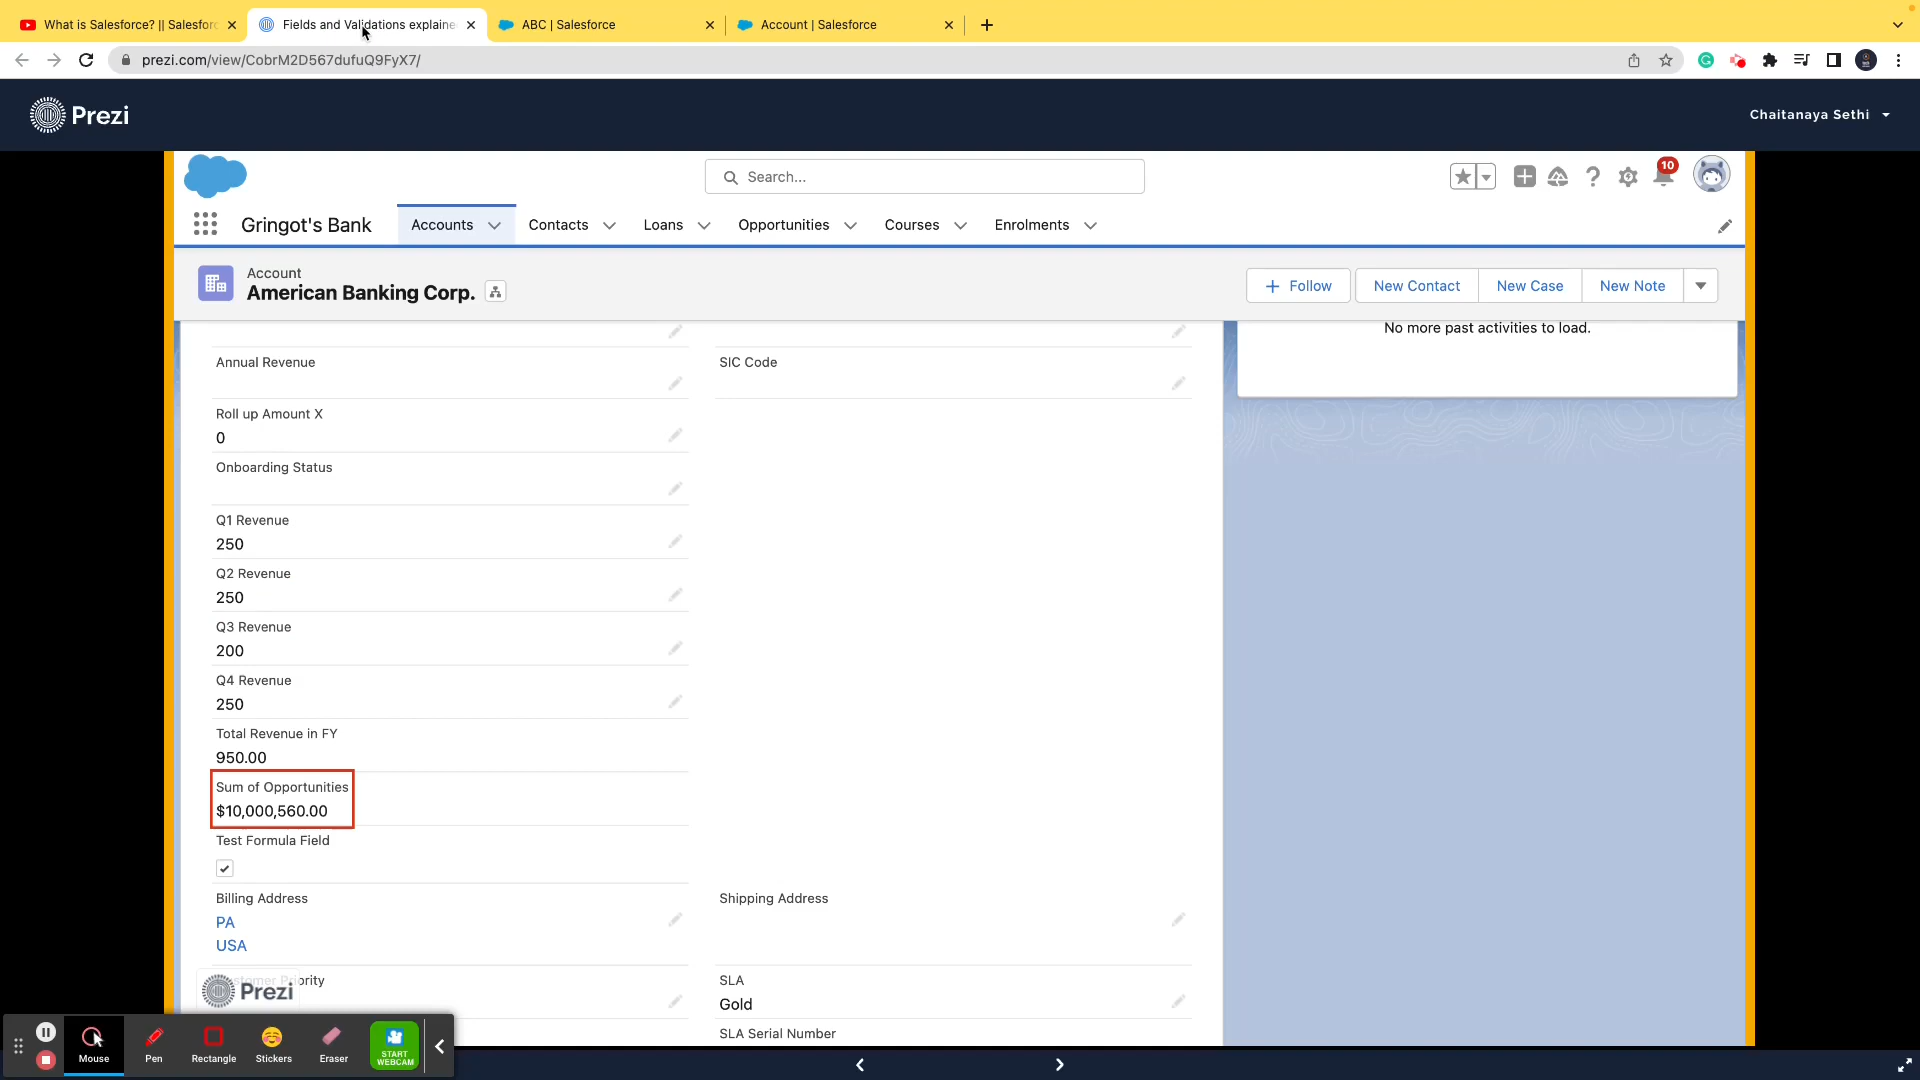 What is Salesforce? || Salesforc
Fields and Validations explaine
ABC | Salesforce
Account | Salesforce
prezi.com/view/CobrM2D567dufuQ9FyX7/
Prezi
Chaitanaya Sethi
Search...
10
Gringot's Bank
Accounts
Contacts
Loans
Opportunities
Courses
Enrolments
Account
American Banking Corp.
+ Follow
New Contact
New Case
New Note
No more past activities to load.
Annual Revenue
SIC Code
Roll up Amount X
0
Onboarding Status
Q1 Revenue
250
Q2 Revenue
250
Q3 Revenue
200
Q4 Revenue
250
Total Revenue in FY
950.00
Sum of Opportunities
$10,000,560.00
Test Formula Field
Billing Address
Shipping Address
PA
USA
Customer Priority
SLA
Prezi
Gold
SLA Serial Number
Mouse
Pen
Rectangle
Stickers
Eraser
START
WEBCAM